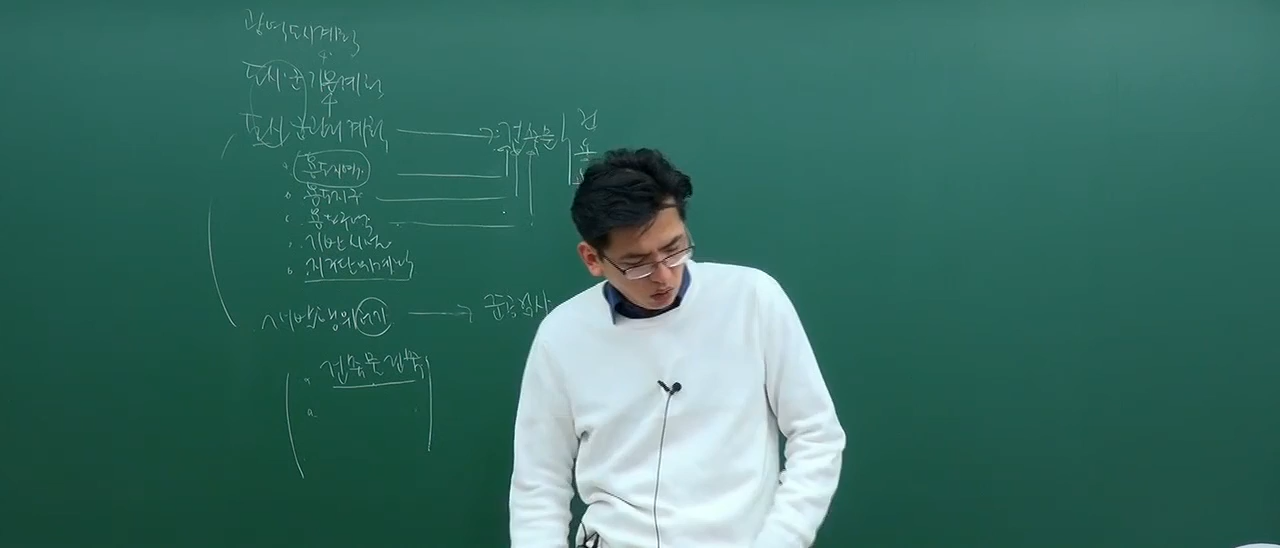 광역도시계획
도시·군기본계획
도시·군관리계획
건축물
건
용
용도지역
용도지구
용도구역
기반시설
지구단위계획
개발행위허가
준공검사
건축물 건축